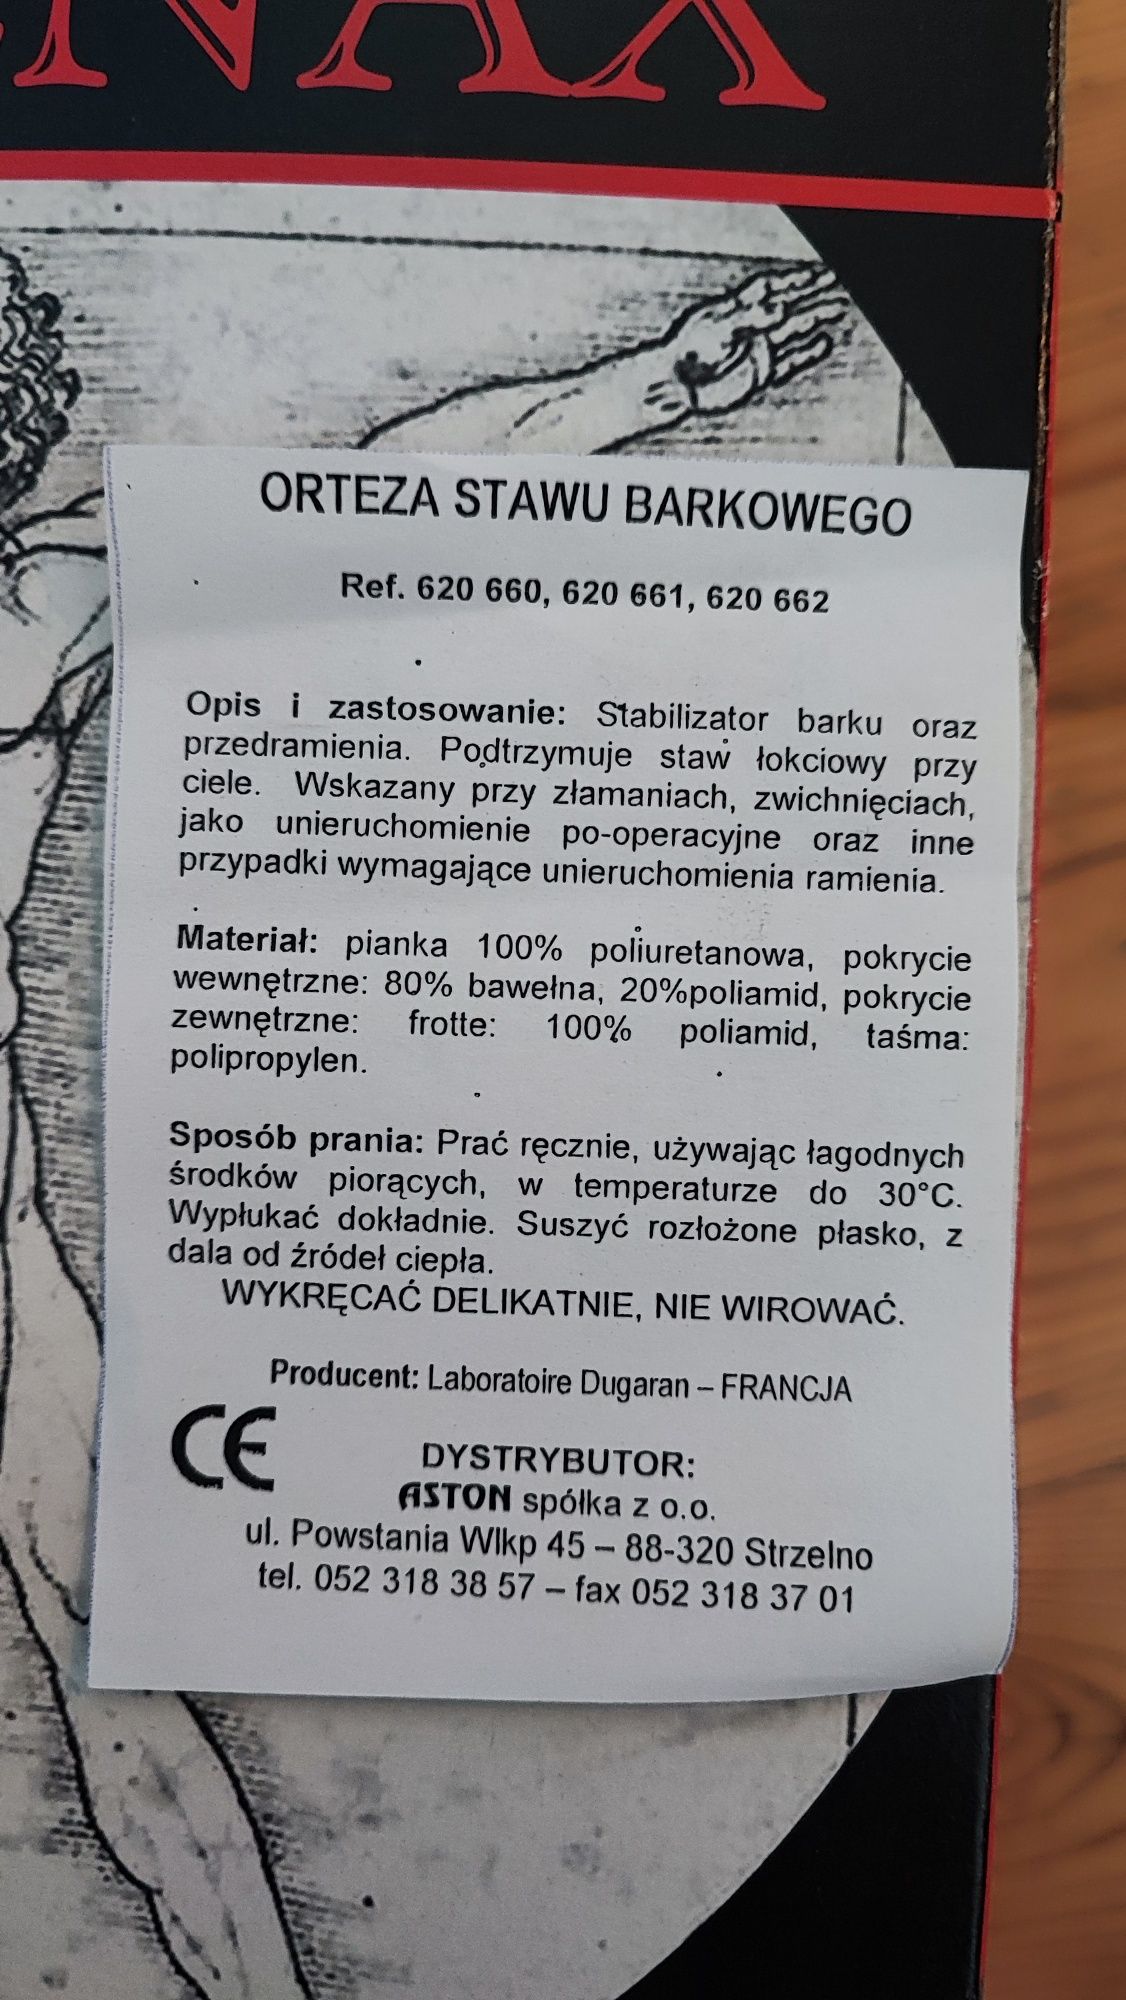 ORTEZA STAWU BARKOWEGO
Ref. 620 660, 620 661, 620 662
Opis i zastosowanie: Stabilizator barku oraz
przedramienia. Podtrzymuje staw łokciowy przy
ciele. Wskazany przy złamaniach, zwichnięciach,
jako unieruchomienie po-operacyjne oraz inne
przypadki wymagające unieruchomienia ramienia.
Materiał: pianka 100% poliuretanowa, pokrycie
wewnętrzne: 80% bawełna, 20%poliamid, pokrycie
zewnętrzne: frotte: 100% poliamid, taśma:
polipropylen.
Sposób prania: Prać ręcznie, używając łagodnych
środków piorących, w temperaturze do 30°C.
Wypłukać dokładnie. Suszyć rozłożone płasko, z
dala od źródeł ciepła.
WYKRĘCAĆ DELIKATNIE, NIE WIROWAĆ.
Producent: Laboratoire Dugaran – FRANCJA
CE
DYSTRYBUTOR:
ASTON spółka z o.o.
ul. Powstania Wlkp 45 – 88-320 Strzelno
tel. 052 318 38 57 – fax 052 318 37 01